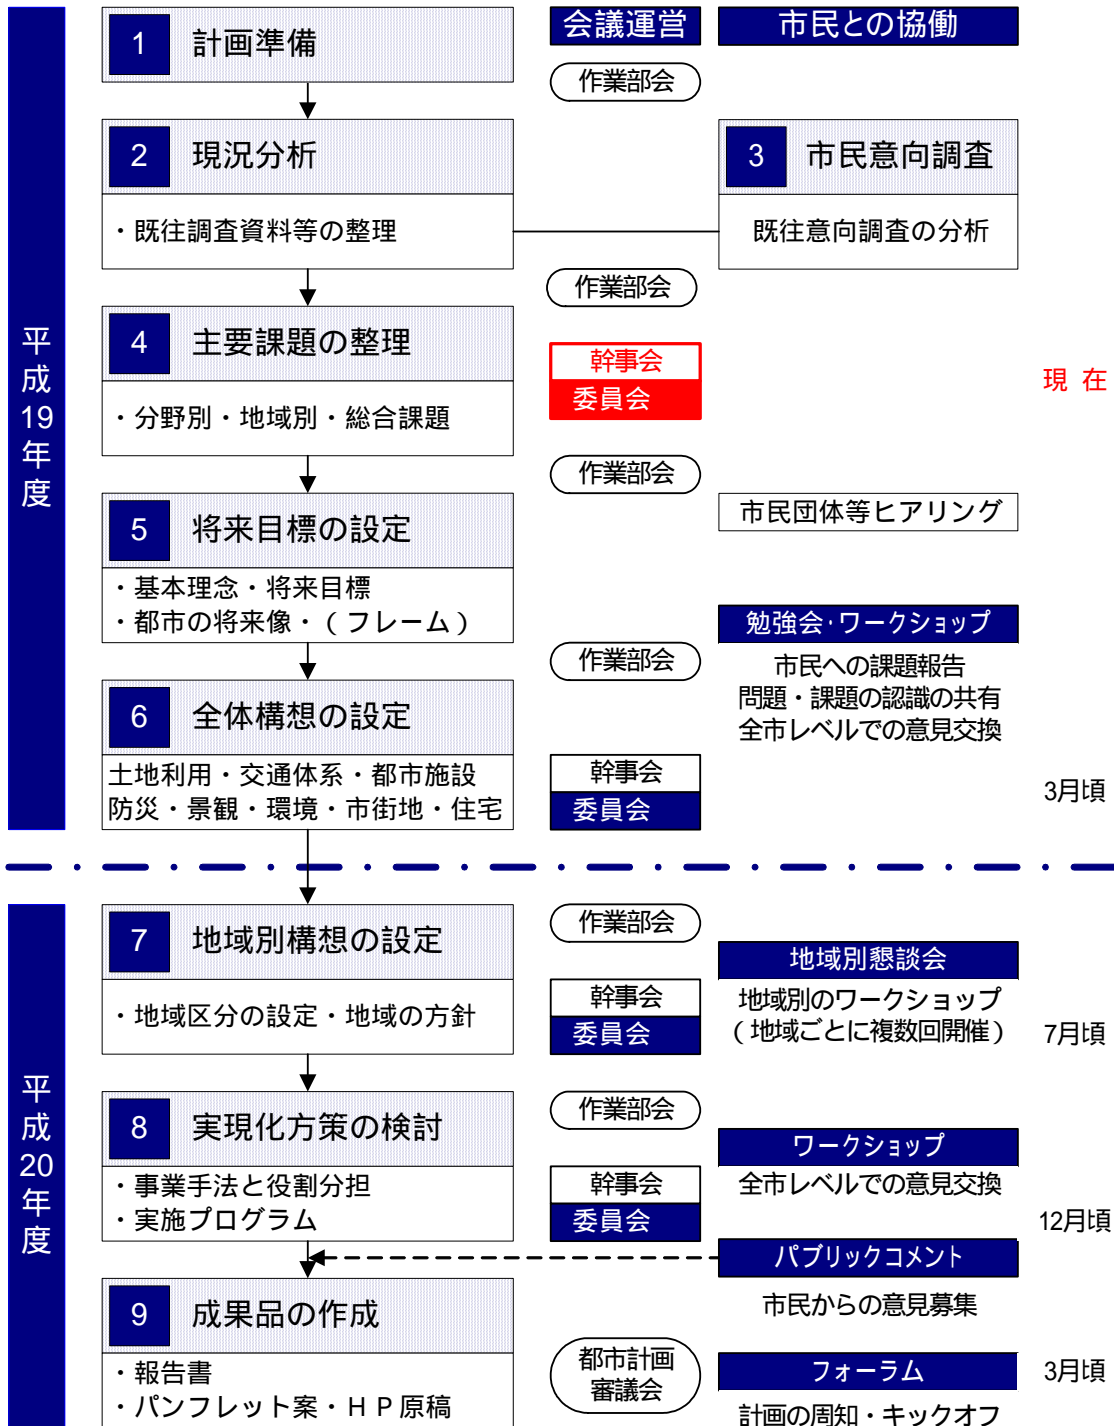 会議運営
市民との協働
平成19年度
1 計画準備
作業部会
2 現況分析
・既往調査資料等の整理
3 市民意向調査
既往意向調査の分析
作業部会
4 主要課題の整理
・分野別・地域別・総合課題
幹事会
委員会
現 在
作業部会
5 将来目標の設定
・基本理念・将来目標
・都市の将来像・（フレーム）
市民団体等ヒアリング
作業部会
勉強会・ワークショップ
市民への課題報告
問題・課題の認識の共有
全市レベルでの意見交換
6 全体構想の設定
土地利用・交通体系・都市施設
防災・景観・環境・市街地・住宅
幹事会
委員会
3月頃
平成20年度
7 地域別構想の設定
・地域区分の設定・地域の方針
作業部会
幹事会
委員会
地域別懇談会
地域別のワークショップ
（地域ごとに複数回開催）
7月頃
8 実現化方策の検討
・事業手法と役割分担
・実施プログラム
作業部会
幹事会
委員会
ワークショップ
全市レベルでの意見交換
12月頃
パブリックコメント
市民からの意見募集
9 成果品の作成
・報告書
・パンフレット案・ＨＰ原稿
都市計画
審議会
フォーラム
計画の周知・キックオフ
3月頃